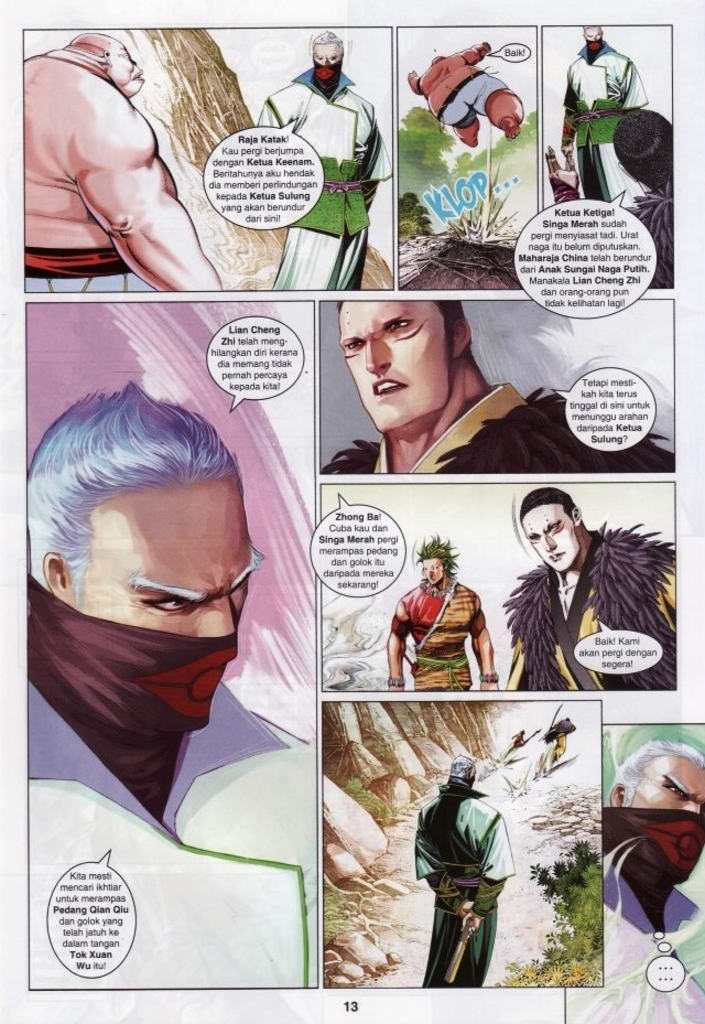 Raja Katak!
Kau pergi berjumpa
dengan Ketua Keenam.
Beritahunya aku hendak
dia memberi perlindungan
kepada Ketua Sulung
yang akan berundur
dari sini!
Baik!
KLOP...
Ketua Ketiga!
Singa Merah sudah
pergi menyiasat tadi. Urat
naga itu belum diputuskan.
Maharaja China telah berundur
dari Anak Sungai Naga Putih.
Manakala Lian Cheng Zhi
dan orang-orang pun
tidak kelihatan lagi!
Lian Cheng
Zhi telah meng-
hilangkan diri kerana
dia memang tidak
pernah percaya
kepada kita!
Tetapi mesti-
kah kita terus
tinggal di sini untuk
menunggu arahan
daripada Ketua
Sulung?
Zhong Ba!
Cuba kau dan
Singa Merah pergi
merampas pedang
dan golok itu
daripada mereka
sekarang!
Baik! Kami
akan pergi dengan
segera!
Kita mesti
mencari ikhtiar
untuk merampas
Pedang Qian Qiu
dan golok yang
telah jatuh ke
dalam tangan
Tok Xuan
Wu itu!
...
...
13